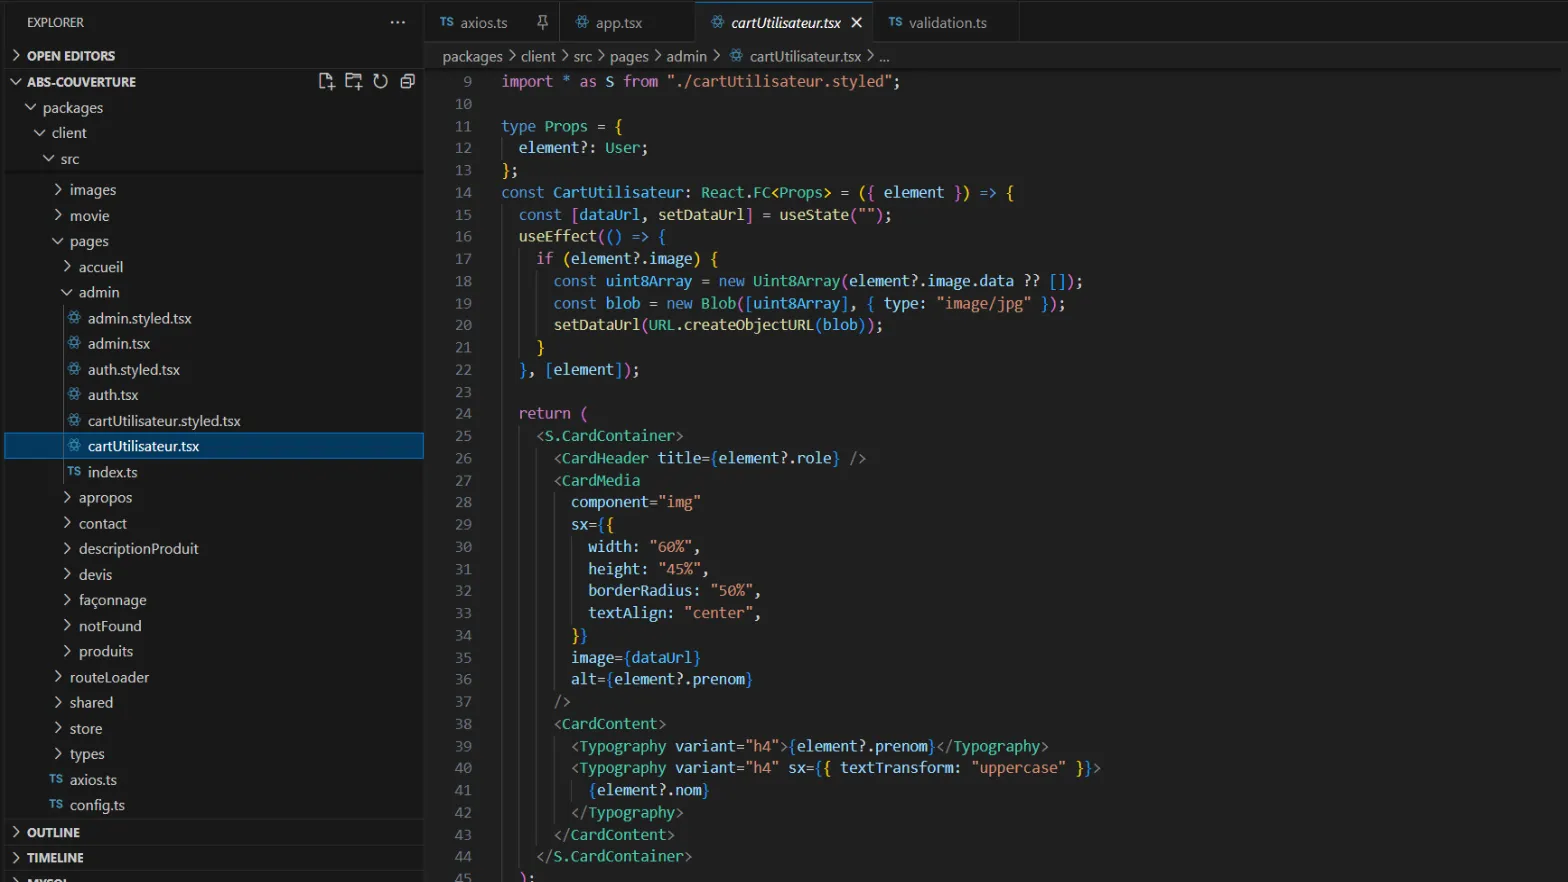 EXPLORER
···
OPEN EDITORS
ABS-COUVERTURE
packages
client
src
images
movie
pages
accueil
admin
admin.styled.tsx
admin.tsx
auth.styled.tsx
auth.tsx
cartUtilisateur.styled.tsx
cartUtilisateur.tsx
TS index.ts
apropos
contact
descriptionProduit
devis
façonnage
notFound
produits
routeLoader
shared
store
types
TS axios.ts
TS config.ts
OUTLINE
TIMELINE
MYSQL
TS axios.ts
app.tsx
cartUtilisateur.tsx
TS validation.ts
packages > client > src > pages > admin > cartUtilisateur.tsx > ...
9 import * as S from "./cartUtilisateur.styled";
10
11 type Props = {
12 element?: User;
13 };
14 const CartUtilisateur: React.FC<Props> = ({ element }) => {
15 const [dataUrl, setDataUrl] = useState("");
16 useEffect(() => {
17 if (element?.image) {
18 const uint8Array = new Uint8Array(element?.image.data ?? []);
19 const blob = new Blob([uint8Array], { type: "image/jpg" });
20 setDataUrl(URL.createObjectURL(blob));
21 }
22 }, [element]);
23
24 return (
25 <S.CardContainer>
26 <CardHeader title={element?.role} />
27 <CardMedia
28 component="img"
29 sx={{
30 width: "60%",
31 height: "45%",
32 borderRadius: "50%",
33 textAlign: "center",
34 }}
35 image={dataUrl}
36 alt={element?.prenom}
37 />
38 <CardContent>
39 <Typography variant="h4">{element?.prenom}</Typography>
40 <Typography variant="h4" sx={{ textTransform: "uppercase" }}>
41 {element?.nom}
42 </Typography>
43 </CardContent>
44 </S.CardContainer>
45 );